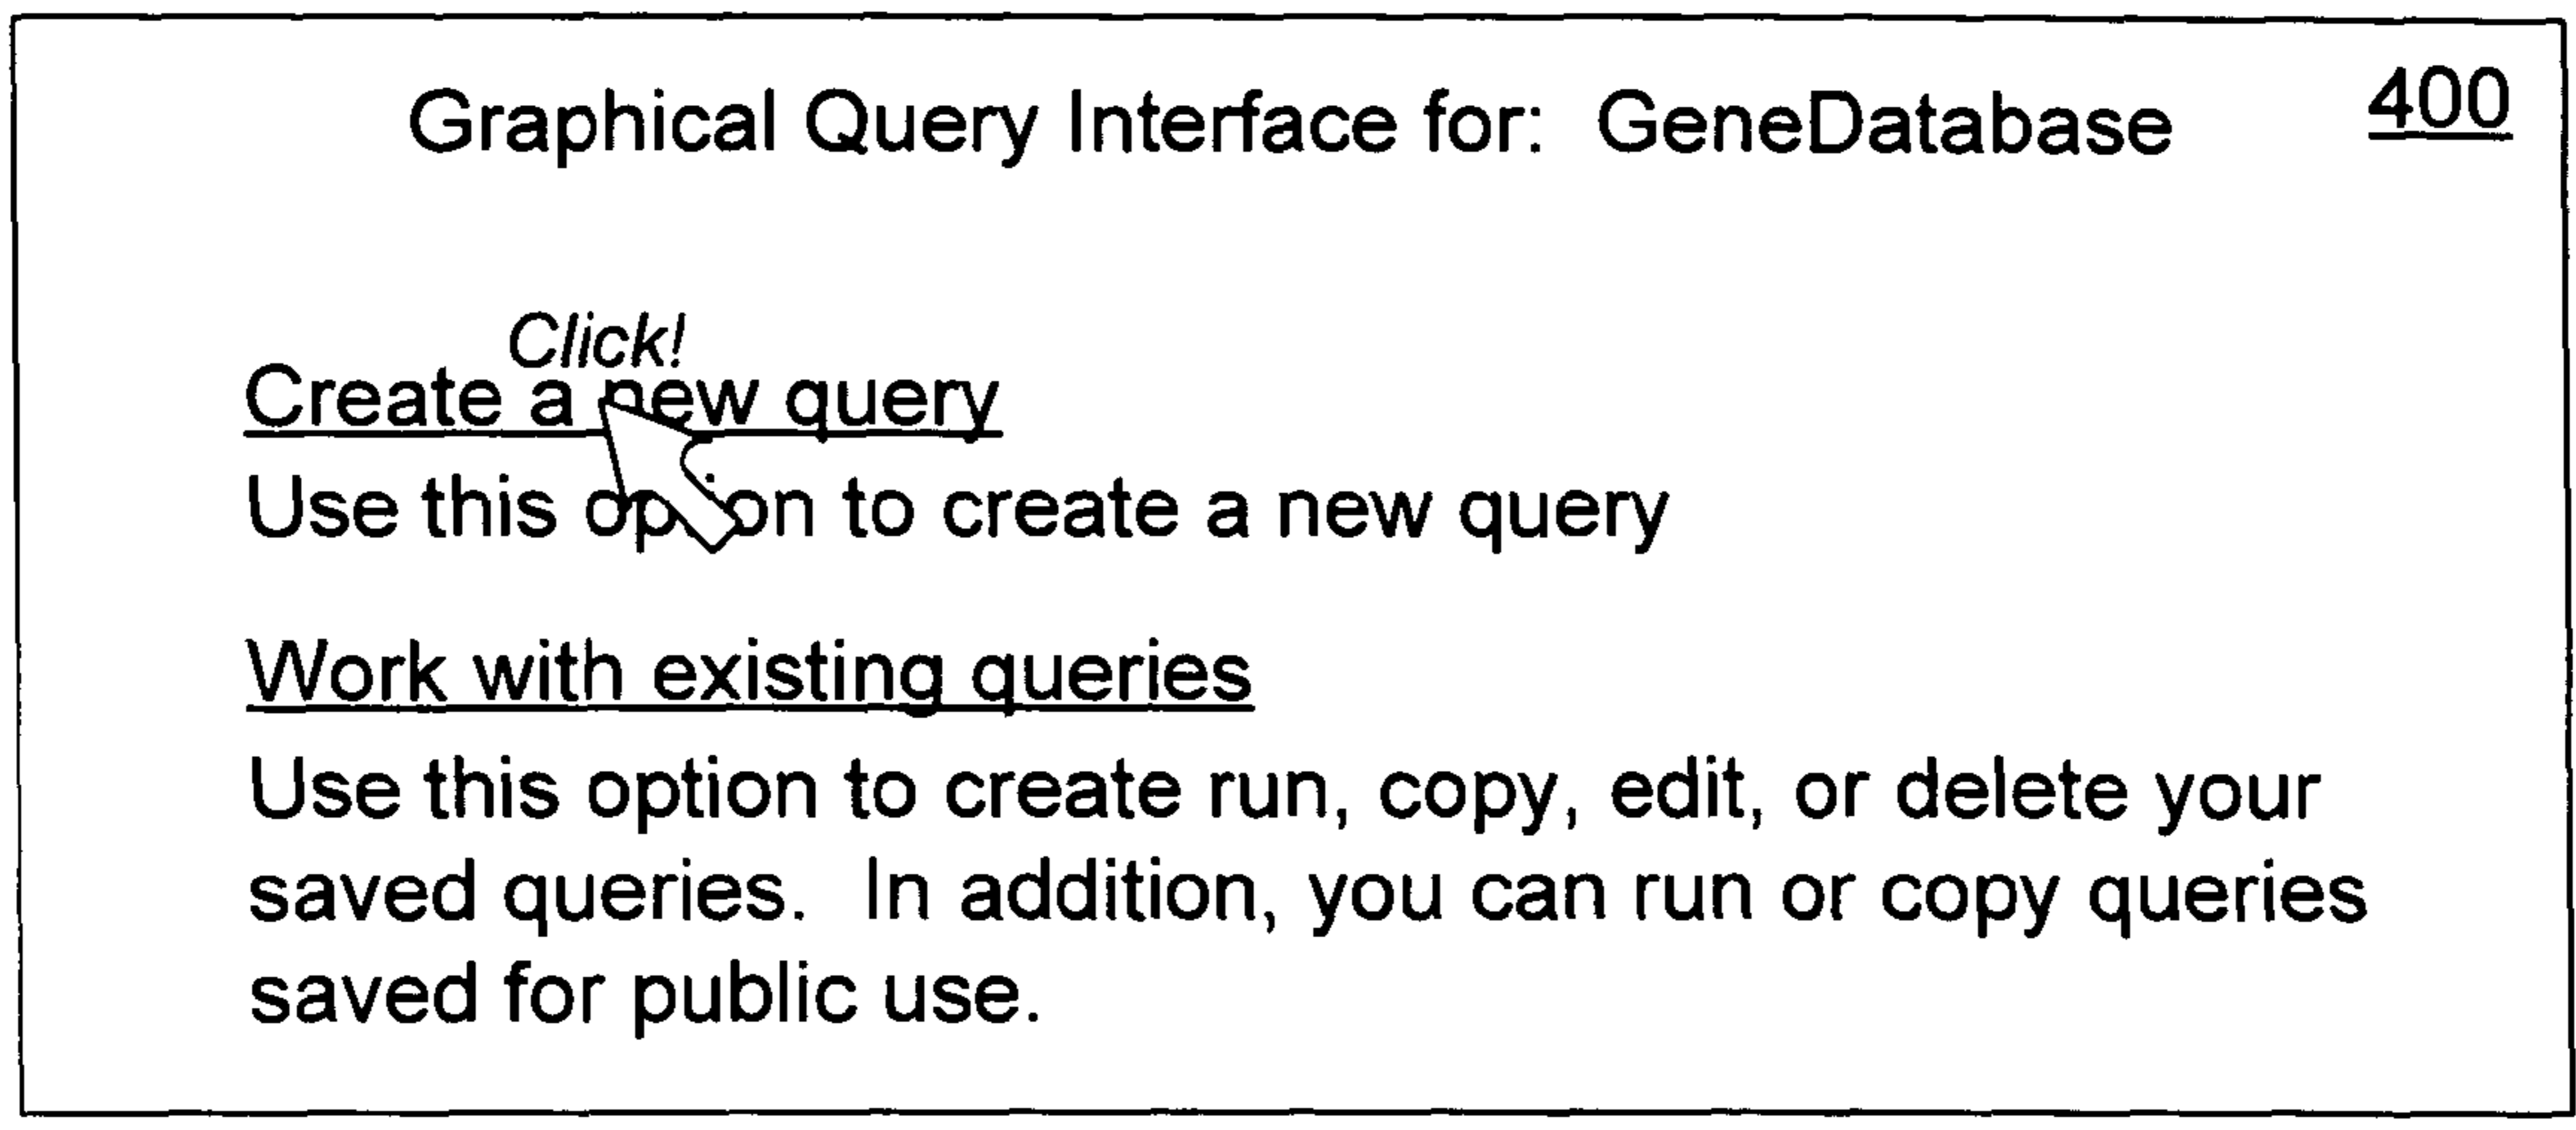 Graphical Query Interface for: GeneDatabase 400
Click!
Create a new query
Use this option to create a new query
Work with existing queries
Use this option to create run, copy, edit, or delete your
saved queries. In addition, you can run or copy queries
saved for public use.